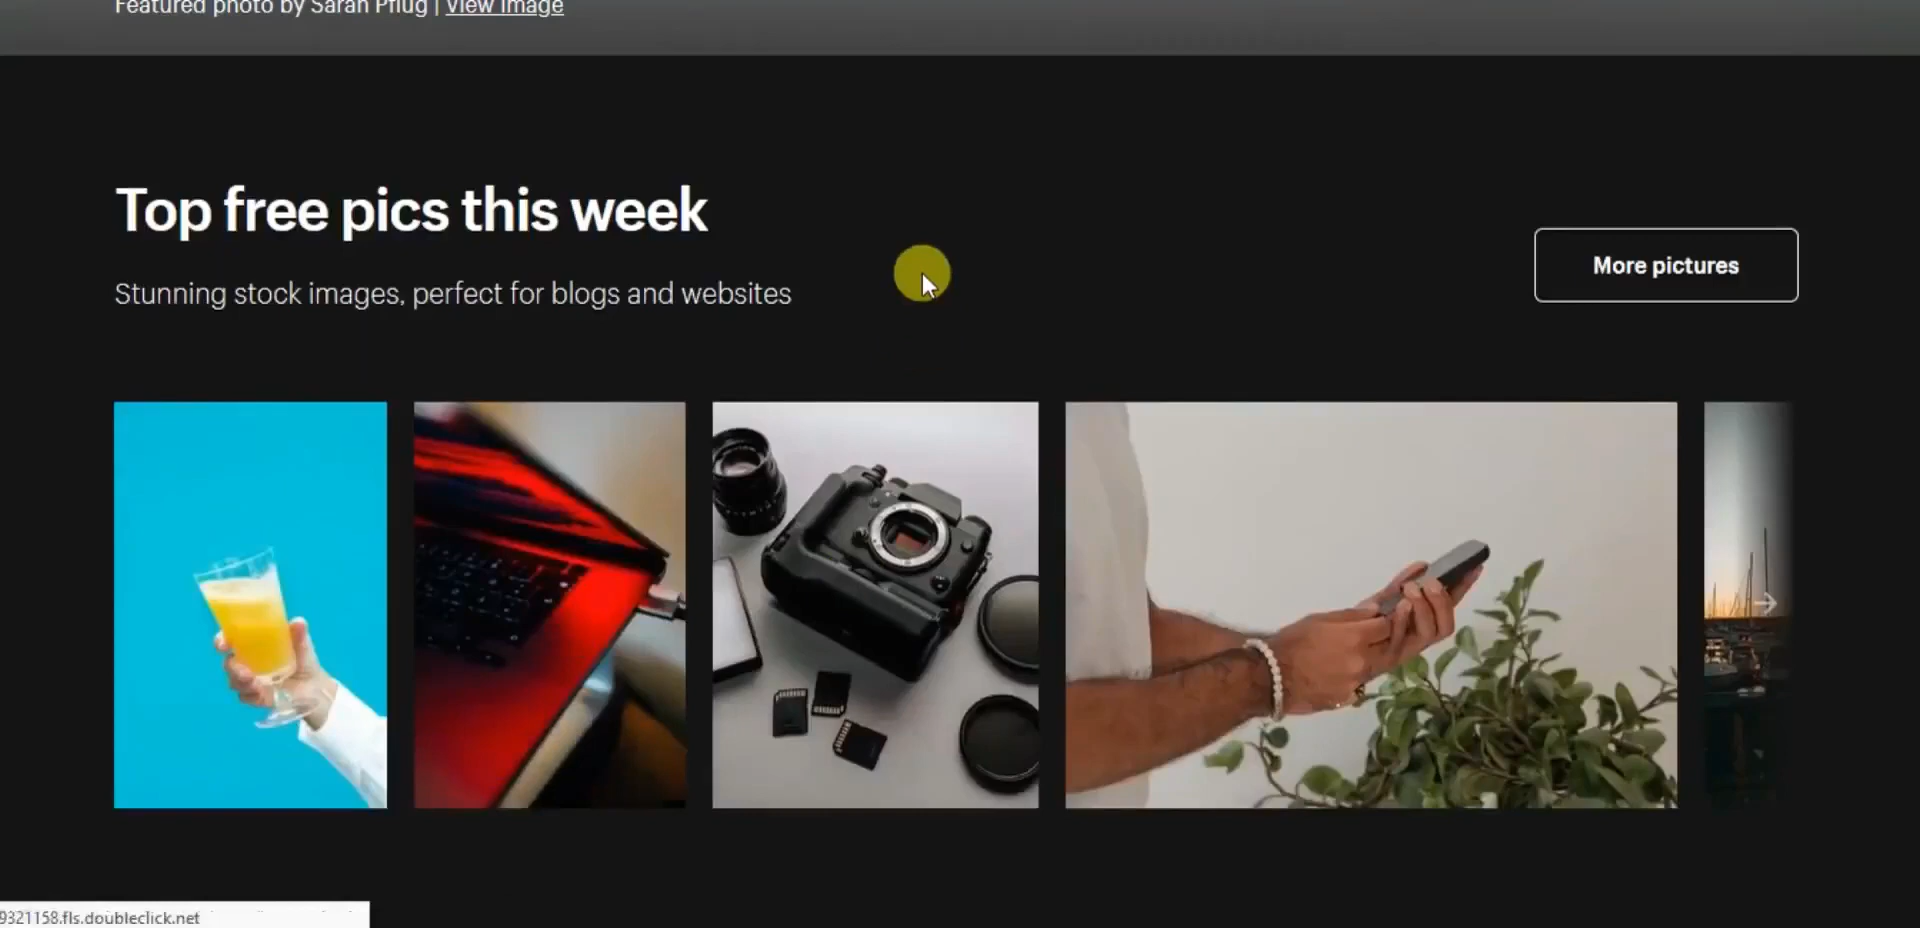 Featured photo by Sarah Pflug | View image
Top free pics this week
Stunning stock images, perfect for blogs and websites
More pictures
9321158.fls.doubleclick.net